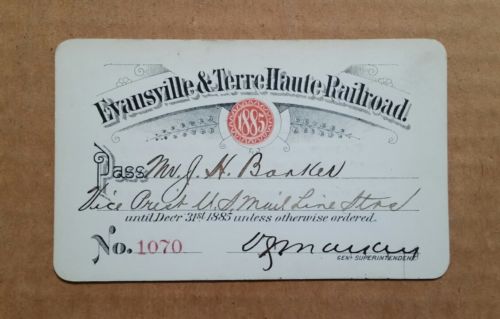 Evansville & Terre Haute Railroad.
1885
Pass Mr J. H. Barker
Vice Prest U.S Mail Line Strs
until Decr 31st 1885 unless otherwise ordered.
No. 1070
GENL SUPERINTENDENT